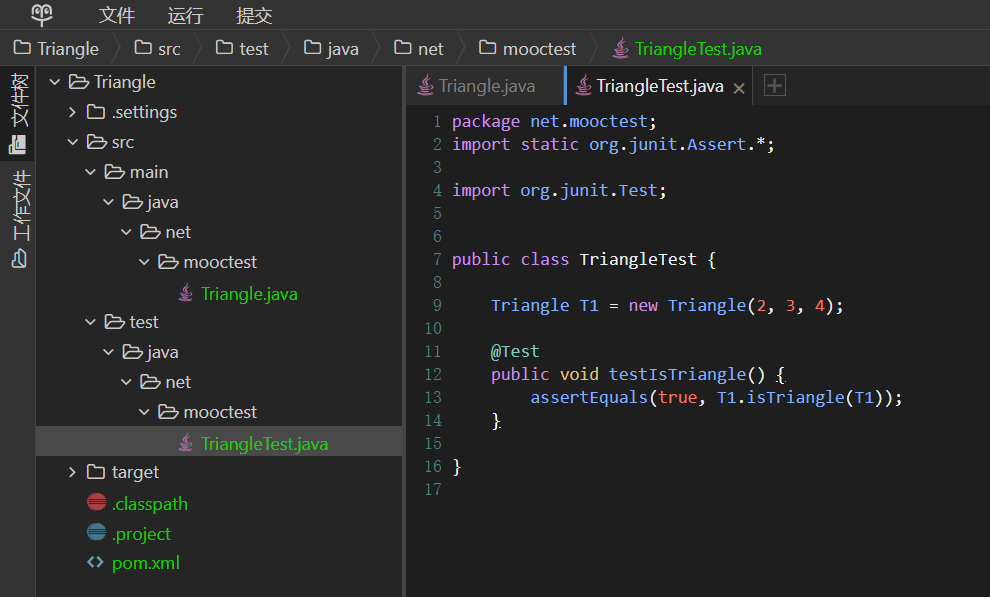 文件 运行 提交
Triangle src test java net mooctest TriangleTest.java
文件树
工作文件
Triangle
.settings
src
main
java
net
mooctest
Triangle.java
test
java
net
mooctest
TriangleTest.java
target
.classpath
.project
pom.xml
Triangle.java TriangleTest.java
1 package net.mooctest;
2 import static org.junit.Assert.*;
3
4 import org.junit.Test;
5
6
7 public class TriangleTest {
8
9 Triangle T1 = new Triangle(2, 3, 4);
10
11 @Test
12 public void testIsTriangle() {
13 assertEquals(true, T1.isTriangle(T1));
14 }
15
16 }
17